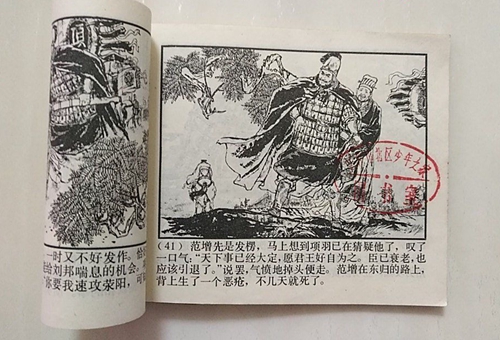 一时又不好发作。
给刘邦喘息的机会。
你要我速攻荥阳，
(41) 范增先是发愣，马上想到项羽已在猜疑他了，叹了
一口气，“天下事已经大定，愿君王好自为之。臣已衰老，也
应该引退了。”说罢，气愤地掉头便走。范增在东归的路上，
背上生了一个恶疮，不几天就死了。
区少年之家